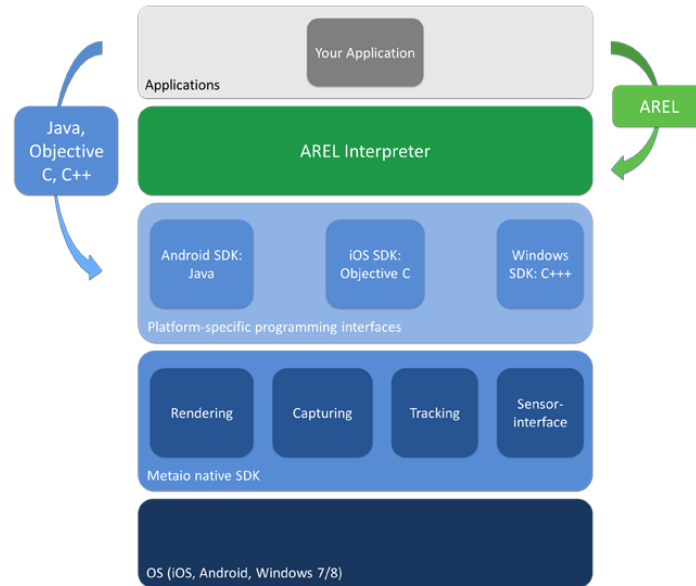 Your Application
Applications
Java,
Objective
C, C++
AREL
AREL Interpreter
Android SDK:
Java
iOS SDK:
Objective C
Windows
SDK: C+++
Platform-specific programming interfaces
Rendering
Capturing
Tracking
Sensor-
interface
Metaio native SDK
OS (iOS, Android, Windows 7/8)